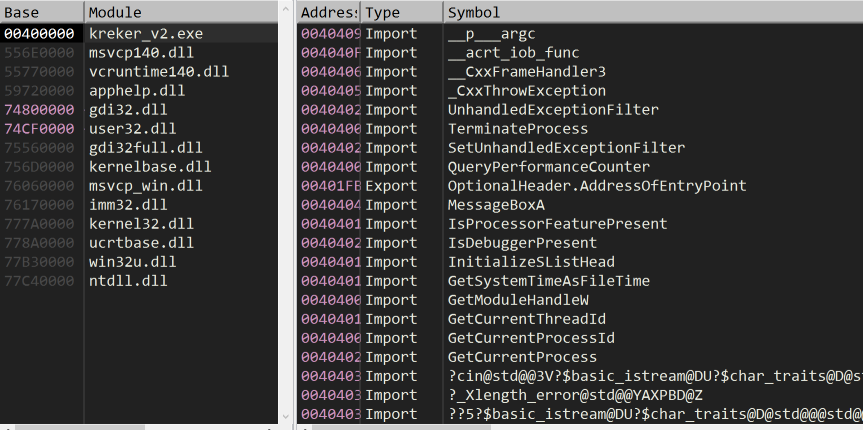 Base Module Address Type Symbol
00400000 kreker_v2.exe 0040409 Import __p___argc
556E0000 msvcp140.dll 004040F Import __acrt_iob_func
55770000 vcruntime140.dll 0040406 Import __CxxFrameHandler3
59720000 apphelp.dll 0040405 Import _CxxThrowException
74800000 gdi32.dll 0040402 Import UnhandledExceptionFilter
74CF0000 user32.dll 0040400 Import TerminateProcess
75560000 gdi32full.dll 0040402 Import SetUnhandledExceptionFilter
756D0000 kernelbase.dll 0040400 Import QueryPerformanceCounter
76060000 msvcp_win.dll 00401FB Export OptionalHeader.AddressOfEntryPoint
76170000 imm32.dll 0040404 Import MessageBoxA
777A0000 kernel32.dll 0040401 Import IsProcessorFeaturePresent
778A0000 ucrtbase.dll 0040402 Import IsDebuggerPresent
77B30000 win32u.dll 0040401 Import InitializeSListHead
77C40000 ntdll.dll 0040401 Import GetSystemTimeAsFileTime
0040400 Import GetModuleHandleW
0040401 Import GetCurrentThreadId
0040400 Import GetCurrentProcessId
0040402 Import GetCurrentProcess
0040403 Import ?cin@std@@3V?$basic_istream@DU?$char_traits@D@st
0040403 Import ?_Xlength_error@std@@YAXPBD@Z
0040403 Import ??5?$basic_istream@DU?$char_traits@D@std@@@std@